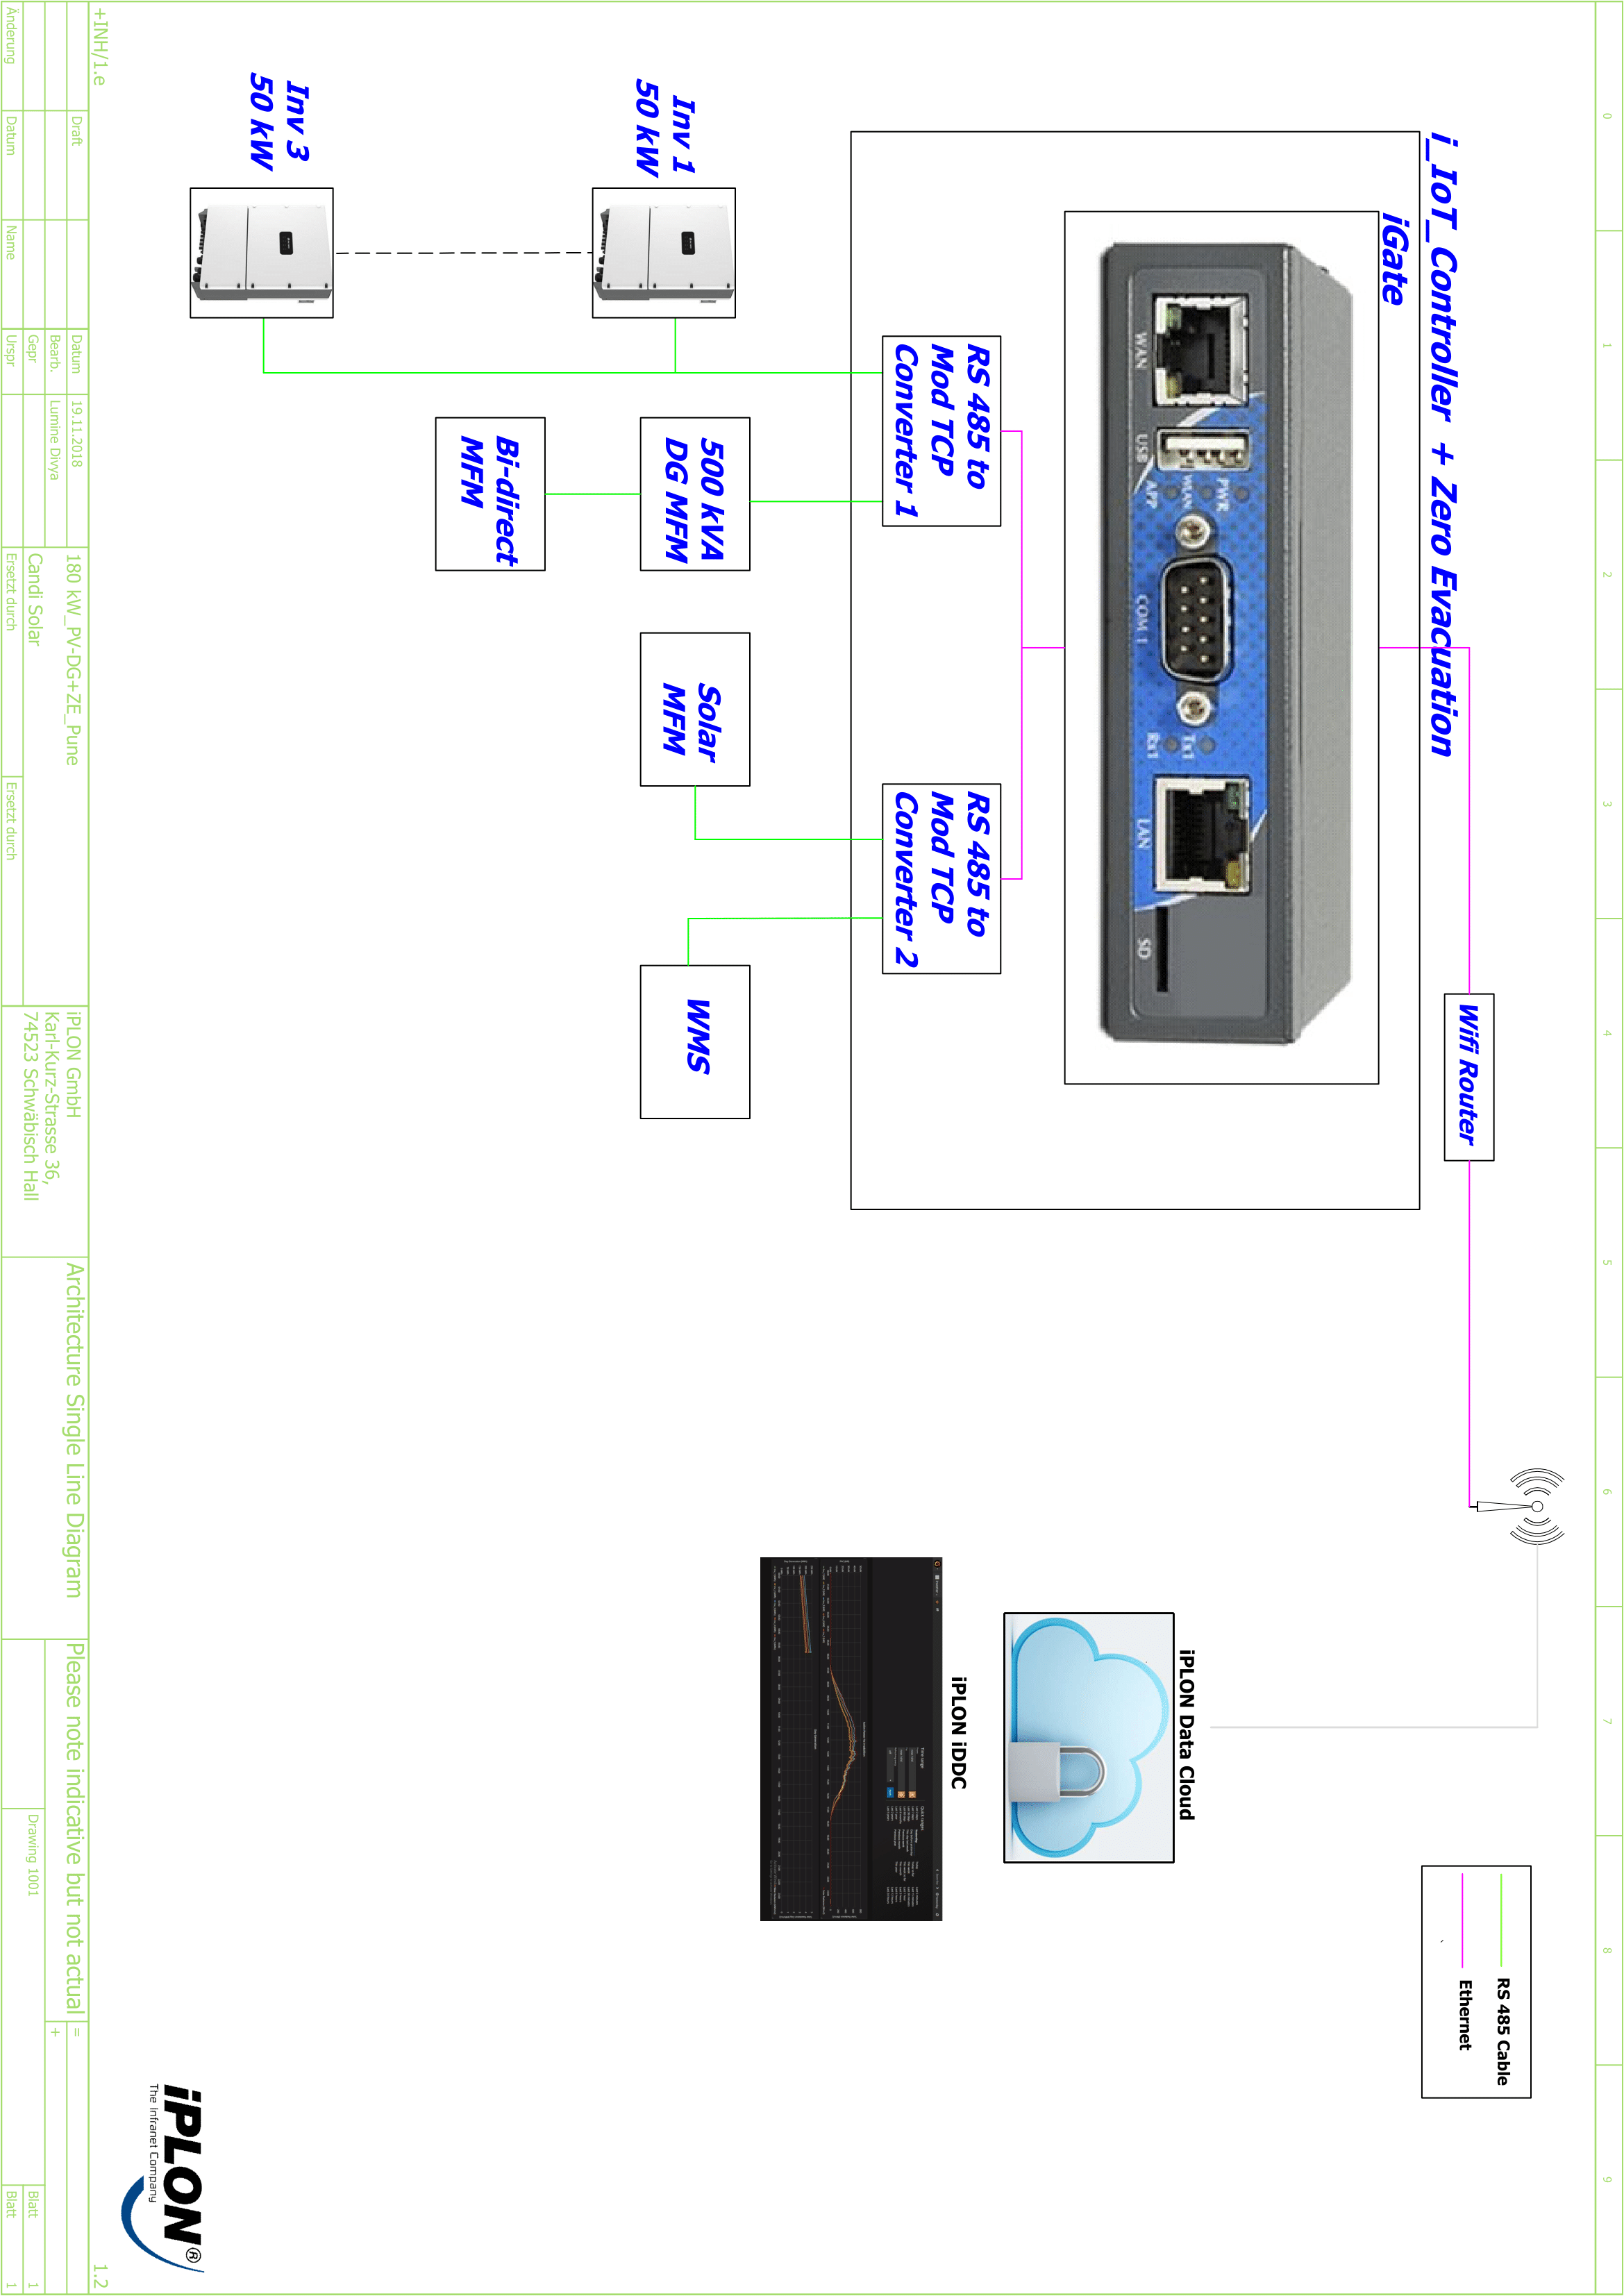 0
1
2
3
4
5
6
7
8
9
i_IoT_Controller + Zero Evacuation
iGate
WAN
USB
PWR
WLAN
APP
COM 1
Tx1
Rx1
LAN
SD
Wifi Router
RS 485 Cable
Ethernet
RS 485 to
Mod TCP
Converter 1
RS 485 to
Mod TCP
Converter 2
iPLON Data Cloud
iPLON iDDC
Inv 1
50 kW
Inv 3
50 kW
500 kVA
DG MFM
Bi-direct
MFM
Solar
MFM
WMS
iPLON®
The Infranet Company
+INH/1.e
1.2
Draft
Änderung
Datum
Name
Datum
19.11.2018
Bearb.
Lumine Divya
Gepr
Urspr
180 kW_PV-DG+ZE_Pune
Candi Solar
Ersetzt durch
Ersetzt durch
iPLON GmbH
Karl-Kurz-Strasse 36,
74523 Schwäbisch Hall
Architecture Single Line Diagram
Please note indicative but not actual
=
+
Drawing 1001
Blatt 1
Blatt 1